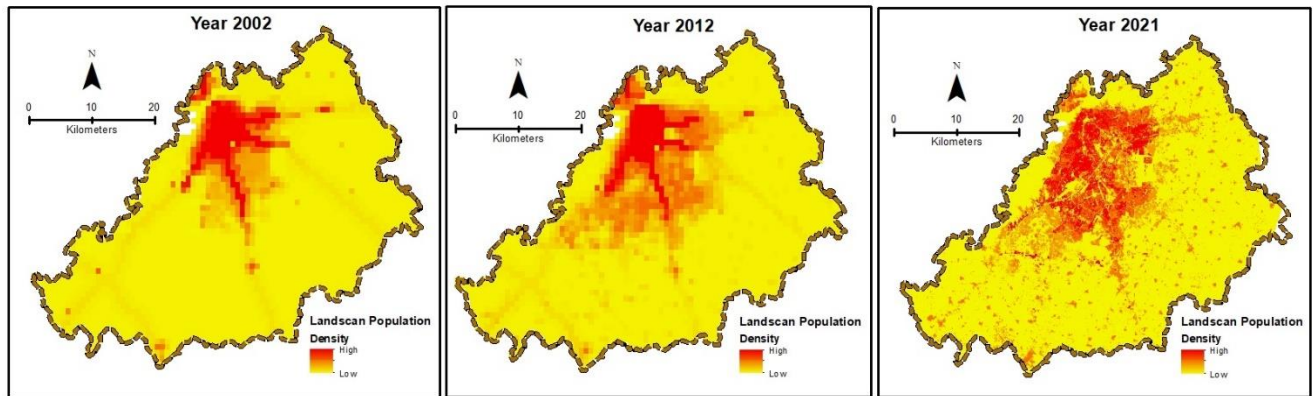 Year 2002
N
0 10 20
Kilometers
Landscan Population
Density
High
Low
Year 2012
N
0 10 20
Kilometers
Landscan Population
Density
High
Low
Year 2021
N
0 10 20
Kilometers
Landscan Population
Density
High
Low